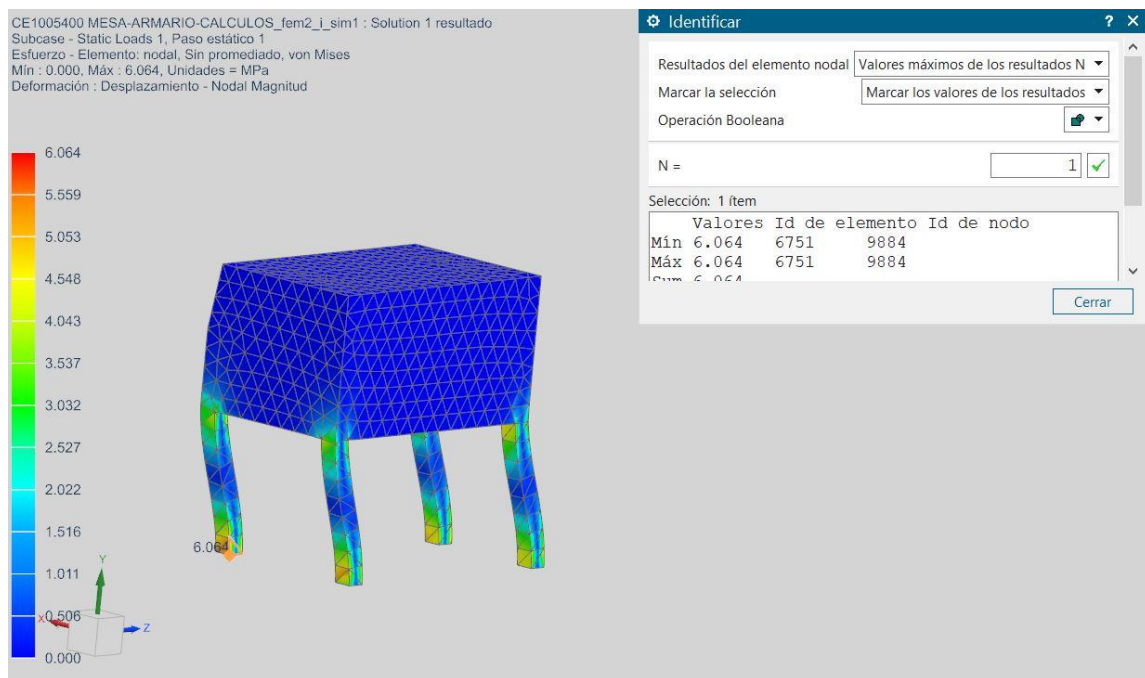 CE1005400 MESA-ARMARIO-CALCULOS_fem2_i_sim1 : Solution 1 resultado
Subcase - Static Loads 1, Paso estático 1
Esfuerzo - Elemento: nodal, Sin promediado, von Mises
Mín : 0.000, Máx : 6.064, Unidades = MPa
Deformación : Desplazamiento - Nodal Magnitud
6.064
5.559
5.053
4.548
4.043
3.537
3.032
2.527
2.022
1.516
1.011
0.506
0.000
6.064
Y
X
Z
Identificar ? ×
Resultados del elemento nodal Valores máximos de los resultados N
Marcar la selección Marcar los valores de los resultados
Operación Booleana
N = 1
Selección: 1 ítem
Valores Id de elemento Id de nodo
Mín 6.064 6751 9884
Máx 6.064 6751 9884
Sum 6.064
Cerrar